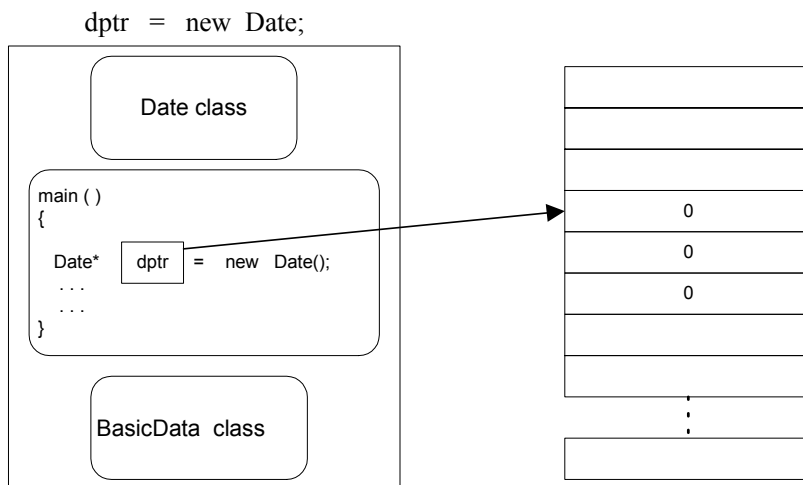 dptr = new Date;
Date class
main ( )
{
Date* dptr = new Date();
. . .
. . .
}
BasicData class
0
0
0